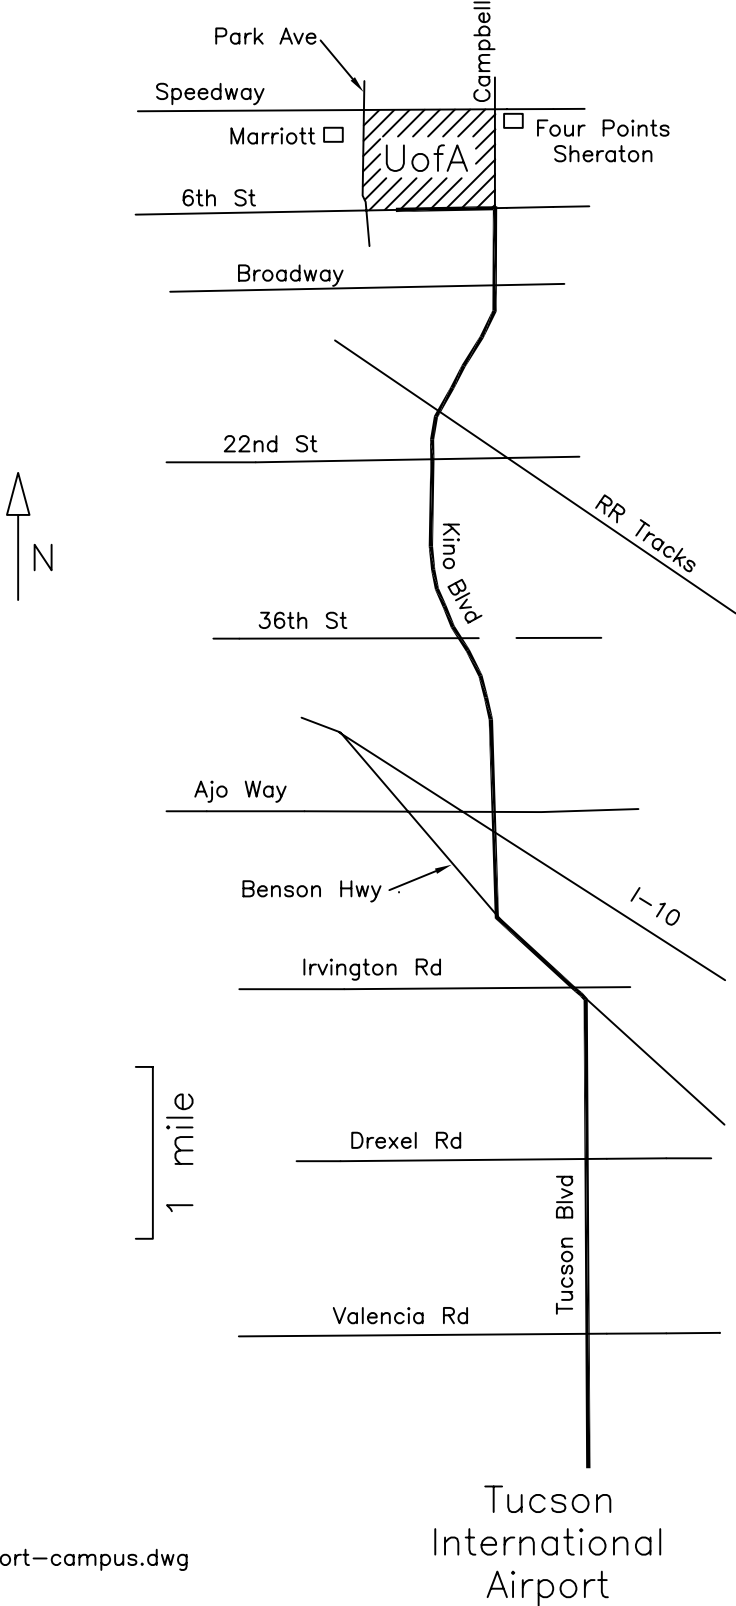 Campbell
Park Ave
Speedway
Marriott
UofA
Four Points
Sheraton
6th St
Broadway
22nd St
RR Tracks
N
Kino Blvd
36th St
Ajo Way
Benson Hwy
I-10
Irvington Rd
1 mile
Drexel Rd
Tucson Blvd
Valencia Rd
Tucson
International
Airport
ort-campus.dwg